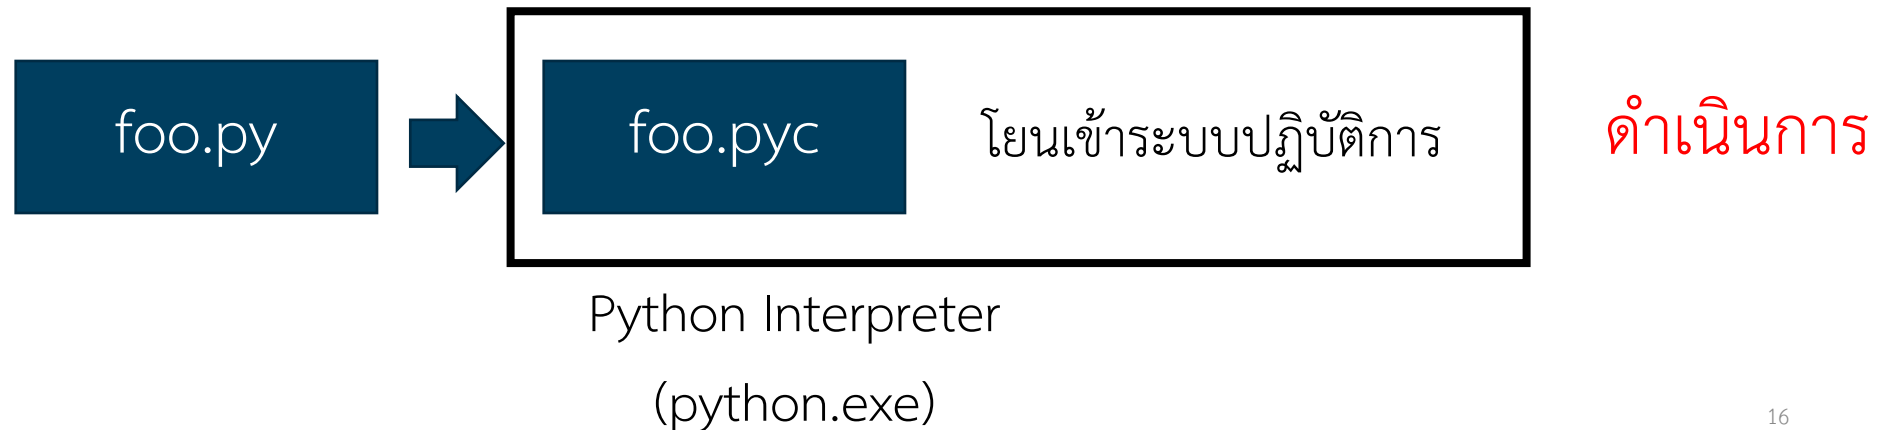 foo.py
foo.pyc
โยนเข้าระบบปฏิบัติการ
ดำเนินการ
Python Interpreter
(python.exe)
16